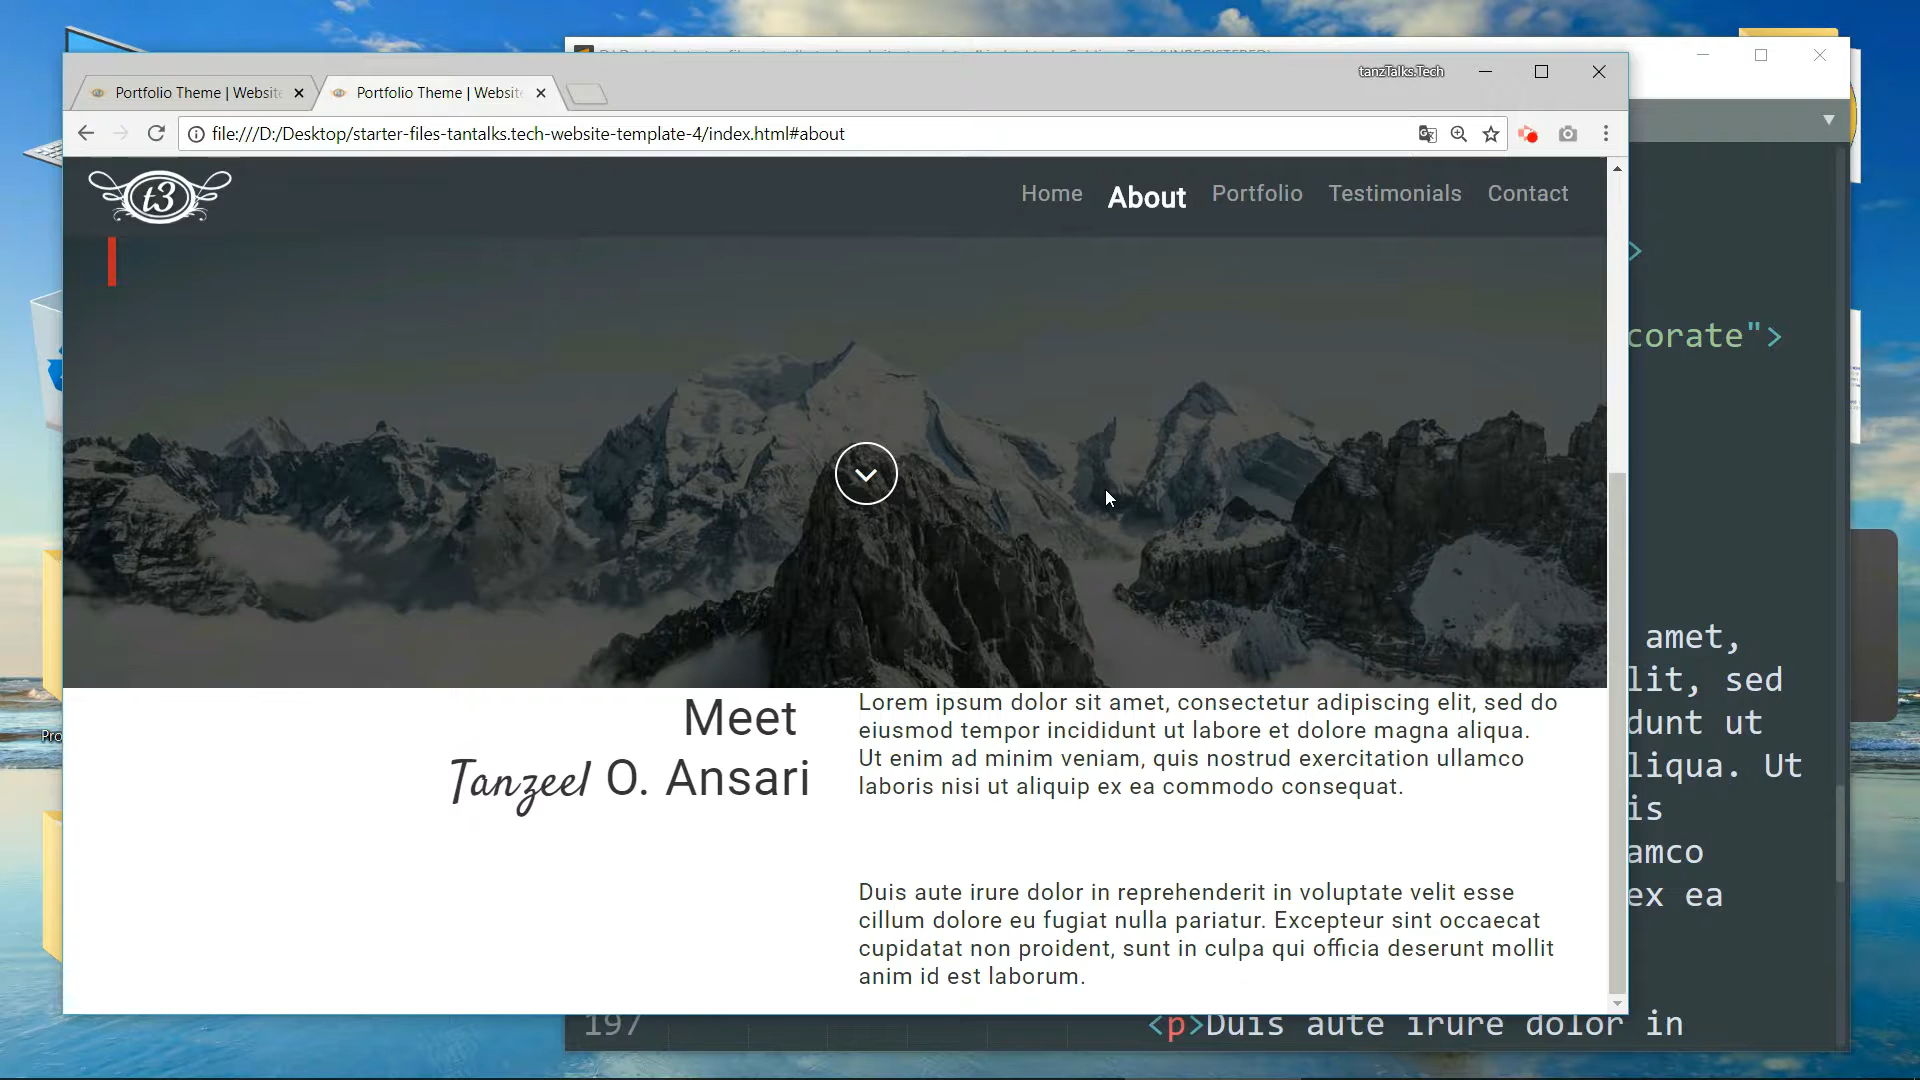 tanzTalks.Tech
Portfolio Theme | Website
Portfolio Theme | Websit
file:///D:/Desktop/starter-files-tantalks.tech-website-template-4/index.html#about
t3
Home About Portfolio Testimonials Contact
>
corate">
Meet
Tanzeel O. Ansari
Lorem ipsum dolor sit amet, consectetur adipiscing elit, sed do
eiusmod tempor incididunt ut labore et dolore magna aliqua.
Ut enim ad minim veniam, quis nostrud exercitation ullamco
laboris nisi ut aliquip ex ea commodo consequat.
Duis aute irure dolor in reprehenderit in voluptate velit esse
cillum dolore eu fugiat nulla pariatur. Excepteur sint occaecat
cupidatat non proident, sunt in culpa qui officia deserunt mollit
anim id est laborum.
amet,
lit, sed
dunt ut
liqua. Ut
is
amco
ex ea
197 <p>Duis aute irure dolor in
Pro